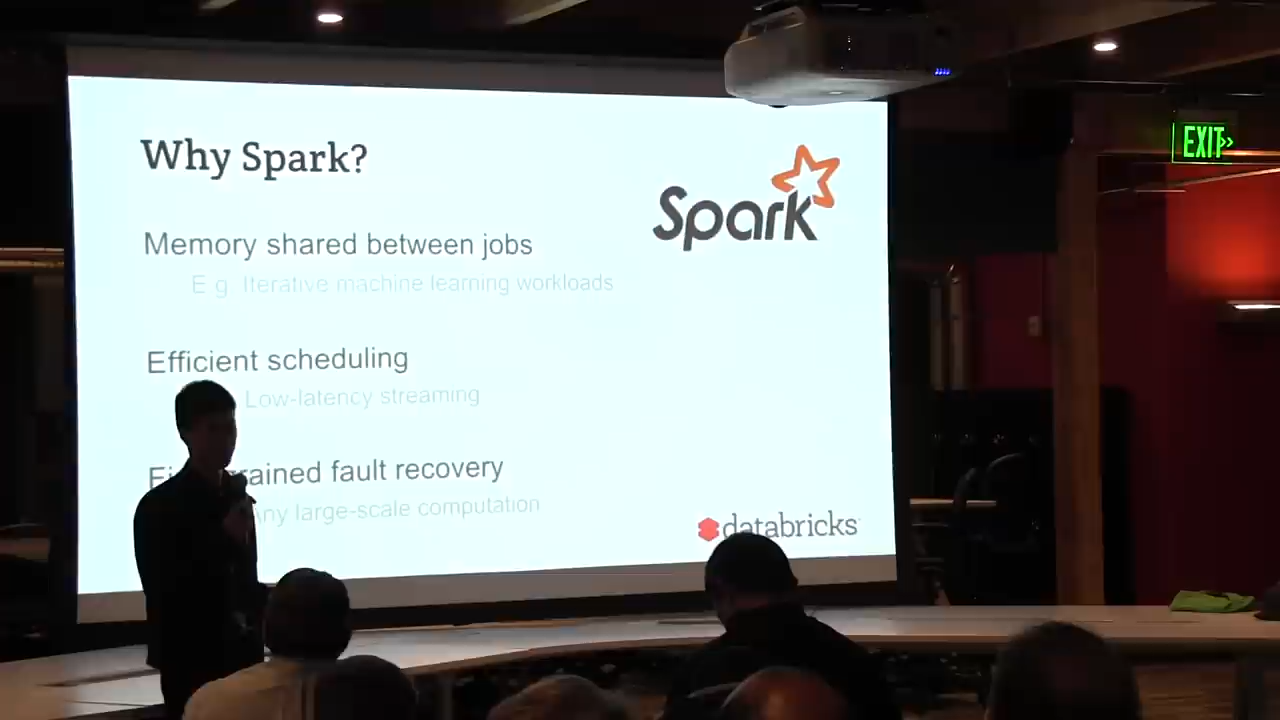 Why Spark?
Spark
Memory shared between jobs
E g Iterative machine learning workloads
Efficient scheduling
Low-latency streaming
fault recovery
large-scale computation
databricks
EXIT